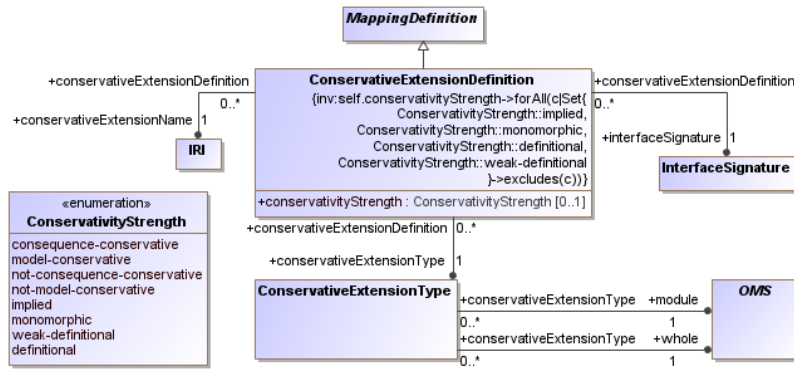 MappingDefinition
+conservativeExtensionDefinition
0..*
+conservativeExtensionName 1
IRI
ConservativeExtensionDefinition
{inv:self.conservativityStrength->forAll(c|Set{
ConservativityStrength::implied,
ConservativityStrength::monomorphic,
ConservativityStrength::definitional,
ConservativityStrength::weak-definitional
}->excludes(c))}
+conservativityStrength : ConservativityStrength [0..1]
+conservativeExtensionDefinition
0..*
+interfaceSignature 1
InterfaceSignature
«enumeration»
ConservativityStrength
consequence-conservative
model-conservative
not-consequence-conservative
not-model-conservative
implied
monomorphic
weak-definitional
definitional
+conservativeExtensionDefinition 0..*
+conservativeExtensionType 1
ConservativeExtensionType
+conservativeExtensionType +module
0..* 1
+conservativeExtensionType +whole
0..* 1
OMS